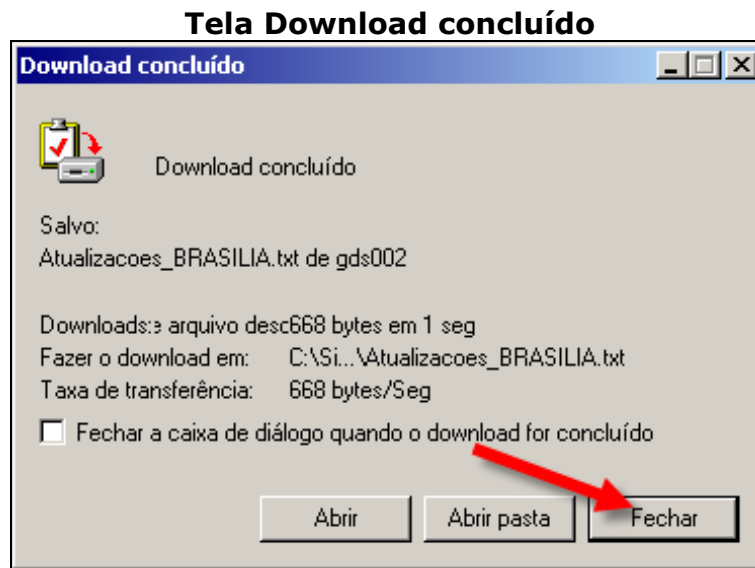 Tela Download concluído
Download concluído
Download concluído
Salvo:
Atualizacoes_BRASILIA.txt de gds002
Downloads:e arquivo desc668 bytes em 1 seg
Fazer o download em: C:\Si...\Atualizacoes_BRASILIA.txt
Taxa de transferência: 668 bytes/Seg
Fechar a caixa de diálogo quando o download for concluído
Abrir Abrir pasta Fechar